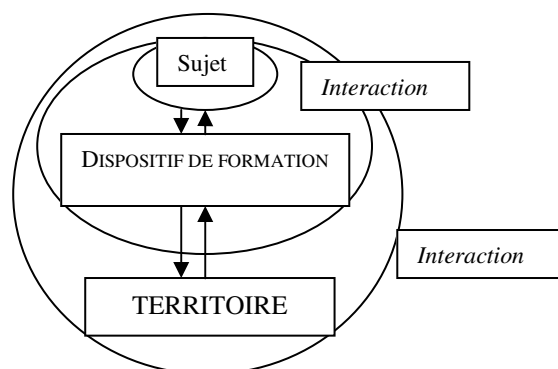 Sujet
Interaction
DISPOSITIF DE FORMATION
Interaction
TERRITOIRE